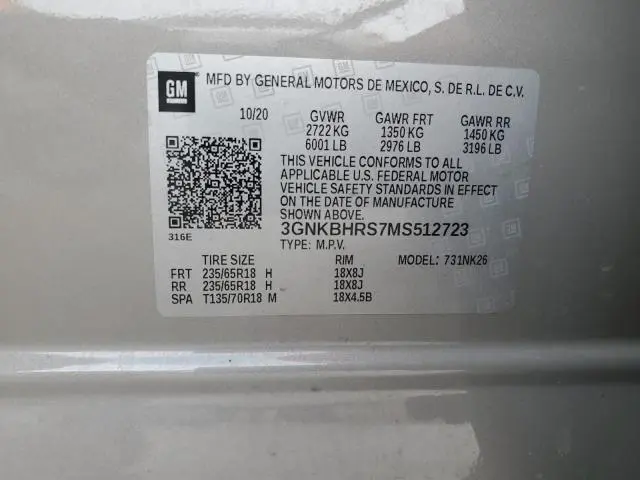 GM
MFD BY GENERAL MOTORS DE MEXICO, S. DE R.L. DE C.V.
10/20 GVWR GAWR FRT GAWR RR
2722 KG 1350 KG 1450 KG
6001 LB 2976 LB 3196 LB
THIS VEHICLE CONFORMS TO ALL
APPLICABLE U.S. FEDERAL MOTOR
VEHICLE SAFETY STANDARDS IN EFFECT
ON THE DATE OF MANUFACTURE
SHOWN ABOVE.
3GNKBHRS7MS512723
316E
TYPE: M.P.V. MODEL: 731NK26
TIRE SIZE RIM
FRT 235/65R18 H 18X8J
RR 235/65R18 H 18X8J
SPA T135/70R18 M 18X4.5B